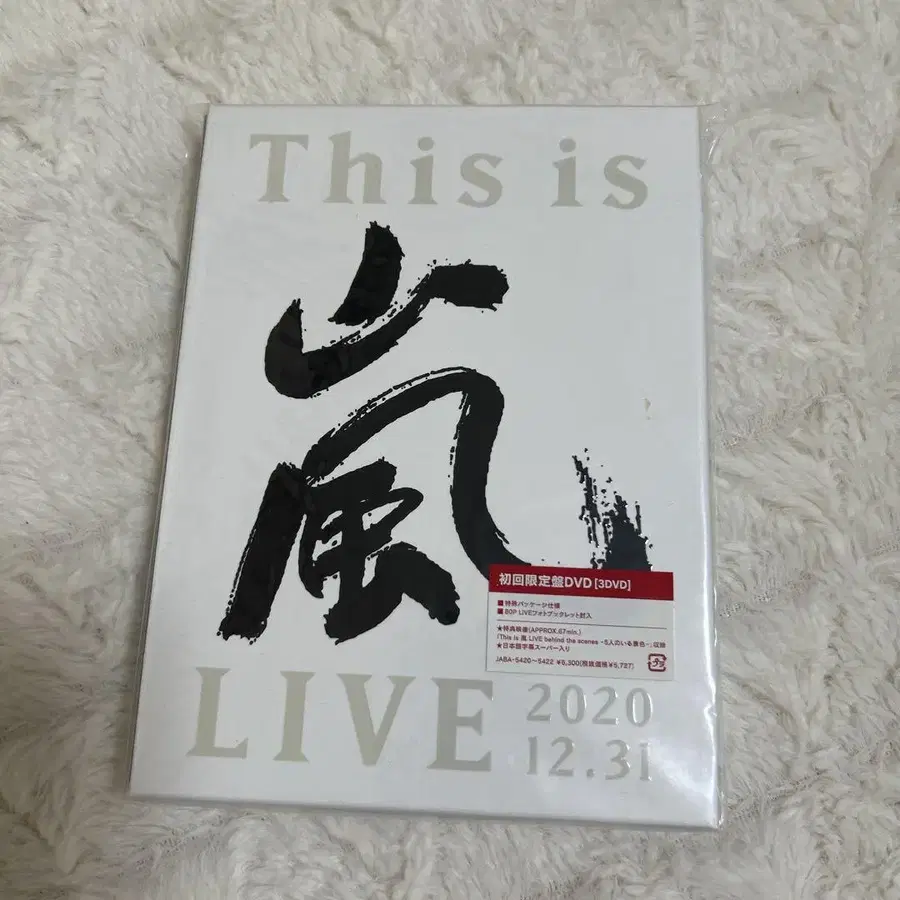 This is
嵐
LIVE
2020
12.31
初回限定盤DVD [3DVD]
■特殊パッケージ仕様
■80P LIVEフォトブックレット封入
★特典映像(APPROX.67min.)
「This is 嵐 LIVE behind the scenes -5人のいる景色-」収録
★日本語字幕スーパー入り
JABA-5420~5422 ¥6,300[税抜価格¥5,727]